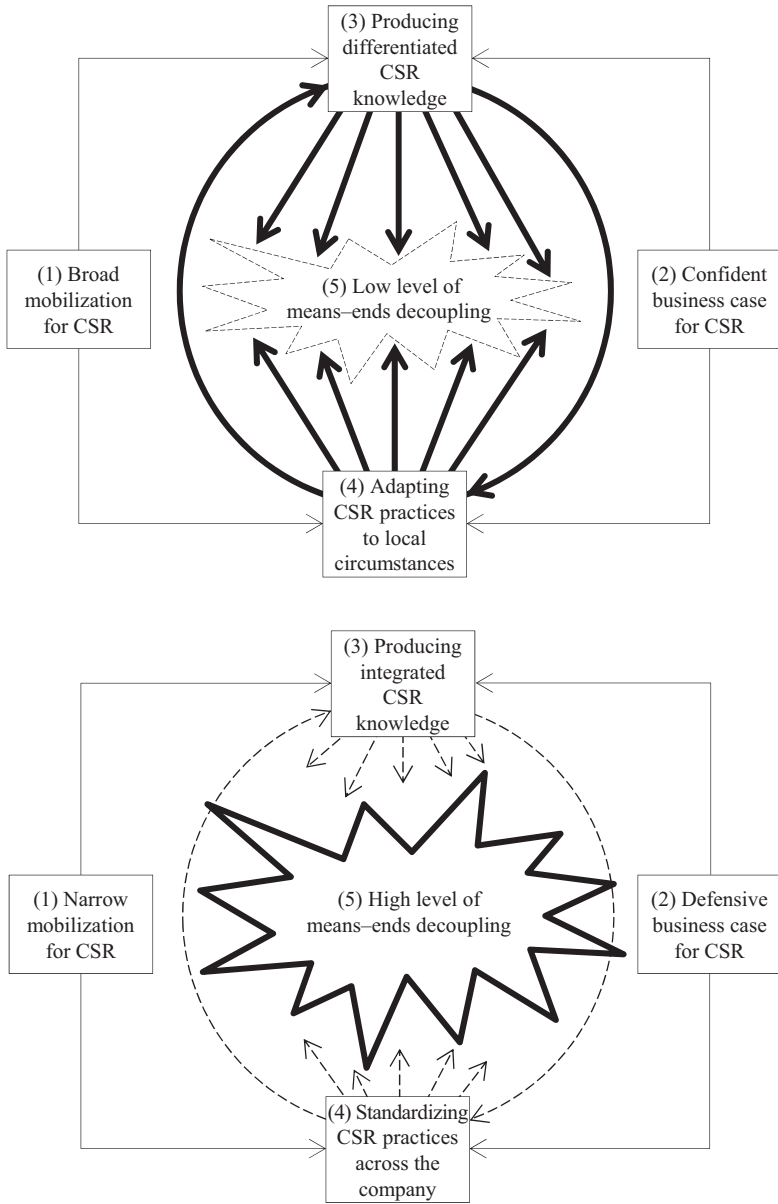 (3) Producing
differentiated
CSR
knowledge
(1) Broad
mobilization
for CSR
(5) Low level of
means–ends decoupling
(2) Confident
business case
for CSR
(4) Adapting
CSR practices
to local
circumstances
(3) Producing
integrated
CSR
knowledge
(1) Narrow
mobilization
for CSR
(5) High level of
means–ends decoupling
(2) Defensive
business case
for CSR
(4) Standardizing
CSR practices
across the
company